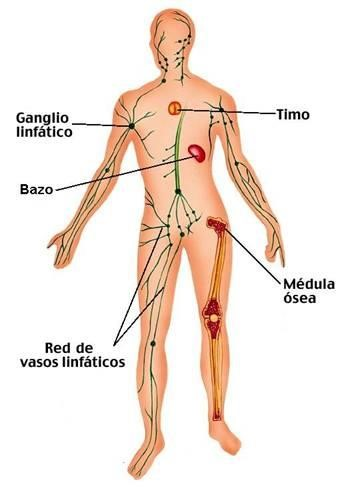 Ganglio
linfático
Timo
Bazo
Médula
ósea
Red de
vasos linfáticos